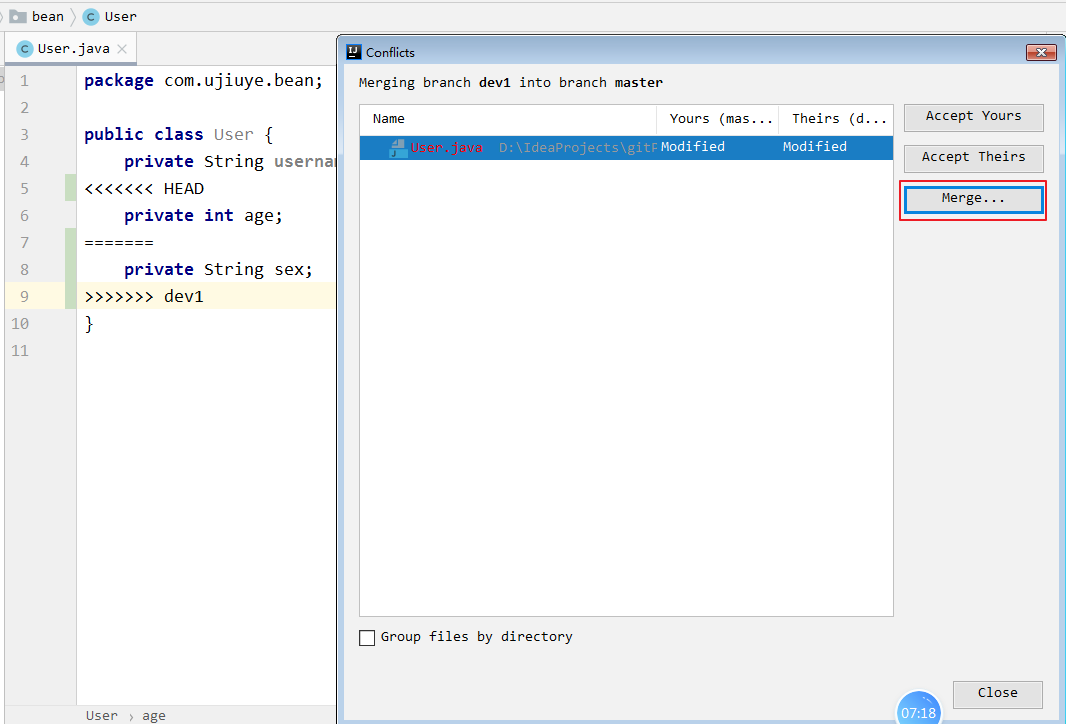 bean User
User.java
1 package com.ujiuye.bean;
2
3 public class User {
4 private String userna
5 <<<<<<< HEAD
6 private int age;
7 =======
8 private String sex;
9 >>>>>>> dev1
10 }
11
User › age
Conflicts
Merging branch dev1 into branch master
Name Yours (mas... Theirs (d...
User.java D:\IdeaProjects\gitP Modified Modified
Accept Yours
Accept Theirs
Merge...
Group files by directory
Close
07:18